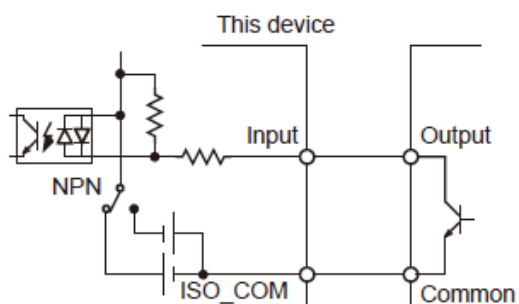 This device
Input
Output
NPN
ISO_COM
Common